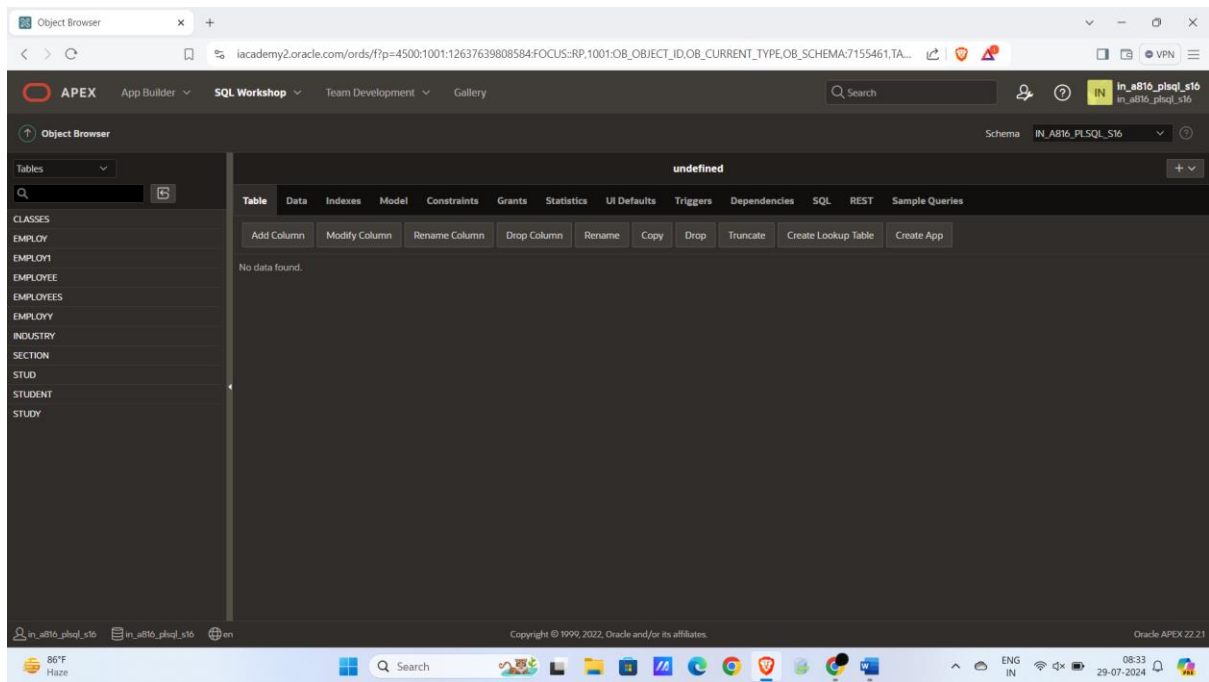 Object Browser
iacademy2.oracle.com/ords/f?p=4500:1001:12637639808584:FOCUS::RP,1001:OB_OBJECT_ID,OB_CURRENT_TYPE,OB_SCHEMA:7155461,TA...
VPN
APEX App Builder SQL Workshop Team Development Gallery Search IN in_a816_plsql_s16
in_a816_plsql_s16
Object Browser Schema IN_A816_PLSQL_S16
Tables undefined
Table Data Indexes Model Constraints Grants Statistics UI Defaults Triggers Dependencies SQL REST Sample Queries
Add Column Modify Column Rename Column Drop Column Rename Copy Drop Truncate Create Lookup Table Create App
No data found.
CLASSES
EMPLOY
EMPLOY1
EMPLOYEE
EMPLOYEES
EMPLOYY
INDUSTRY
SECTION
STUD
STUDENT
STUDY
in_a816_plsql_s16 in_a816_plsql_s16 en Copyright © 1999, 2022, Oracle and/or its affiliates. Oracle APEX 22.2.1
86°F
Haze
Search
ENG
IN
08:33
29-07-2024